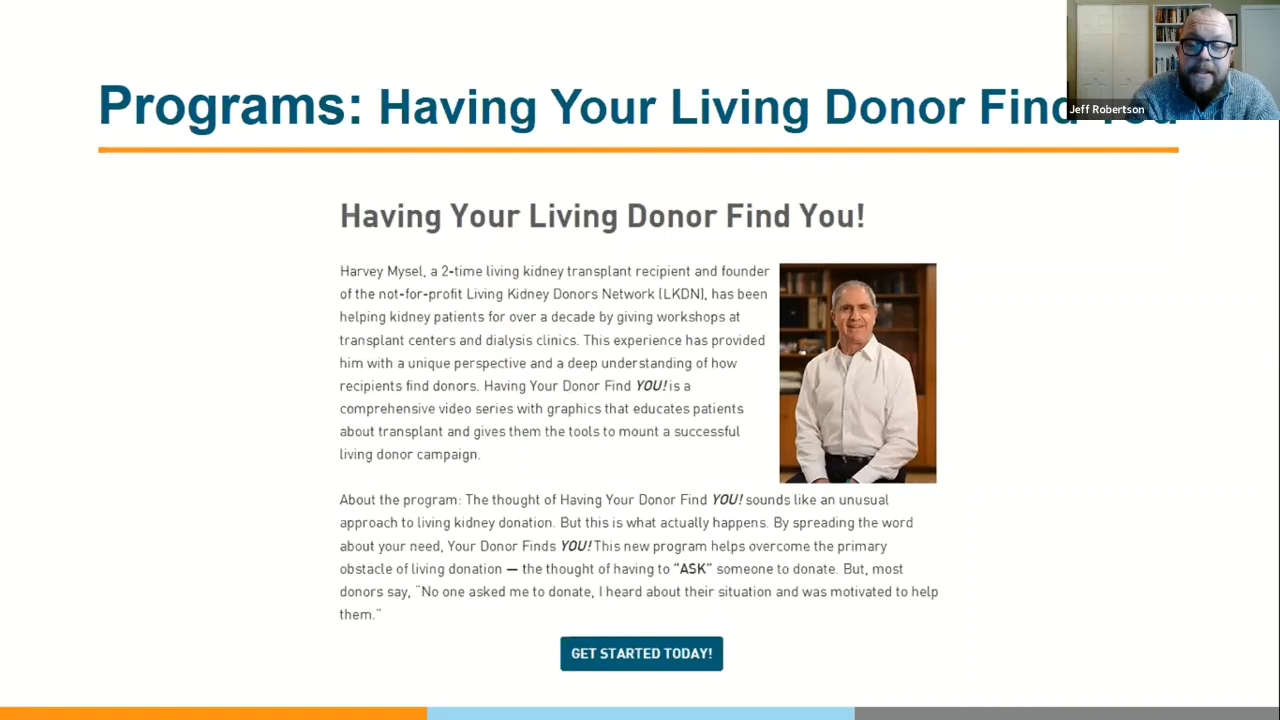 Programs: Having Your Living Donor Find
Jeff Robertson
Having Your Living Donor Find You!
Harvey Mysel, a 2-time living kidney transplant recipient and founder
of the not-for-profit Living Kidney Donors Network (LKDN), has been
helping kidney patients for over a decade by giving workshops at
transplant centers and dialysis clinics. This experience has provided
him with a unique perspective and a deep understanding of how
recipients find donors. Having Your Donor Find YOU! is a
comprehensive video series with graphics that educates patients
about transplant and gives them the tools to mount a successful
living donor campaign.
About the program: The thought of Having Your Donor Find YOU! sounds like an unusual
approach to living kidney donation. But this is what actually happens. By spreading the word
about your need, Your Donor Finds YOU! This new program helps overcome the primary
obstacle of living donation — the thought of having to "ASK" someone to donate. But, most
donors say, "No one asked me to donate, I heard about their situation and was motivated to help
them."
GET STARTED TODAY!